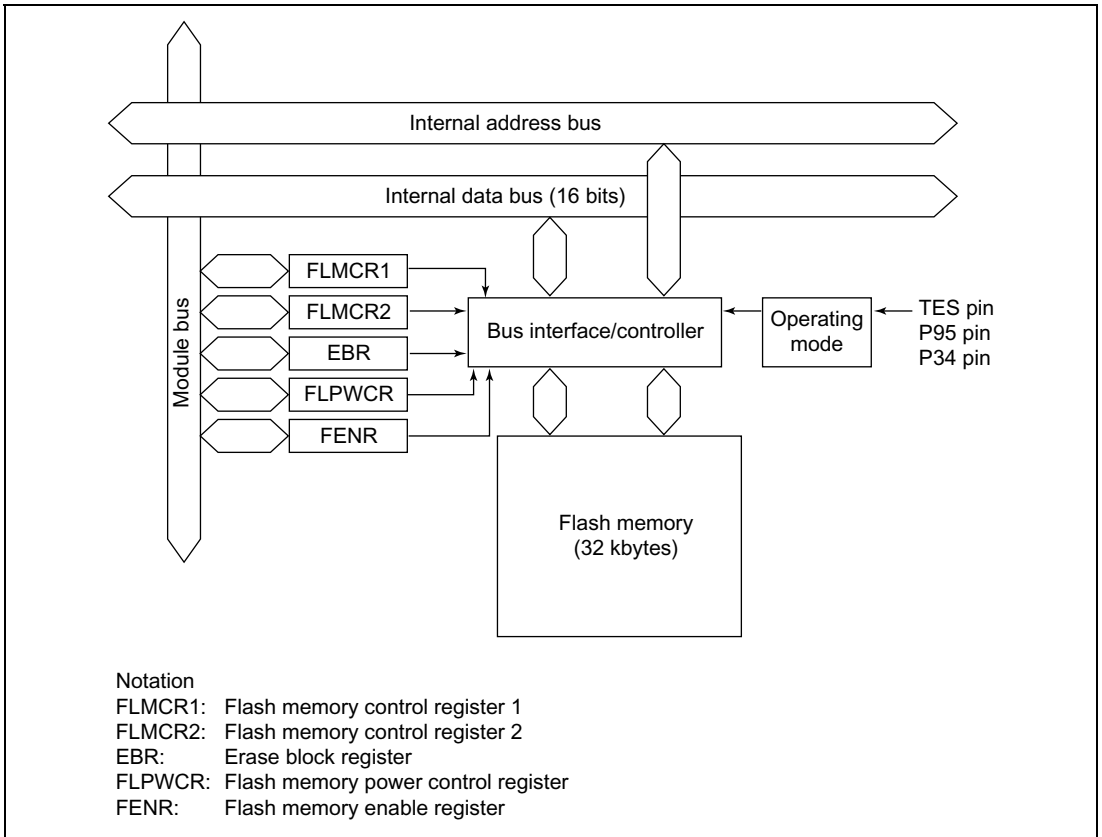 Internal address bus
Internal data bus (16 bits)
Module bus
FLMCR1
FLMCR2
EBR
FLPWCR
FENR
Bus interface/controller
Operating
mode
TES pin
P95 pin
P34 pin
Flash memory
(32 kbytes)
Notation
FLMCR1: Flash memory control register 1
FLMCR2: Flash memory control register 2
EBR: Erase block register
FLPWCR: Flash memory power control register
FENR: Flash memory enable register